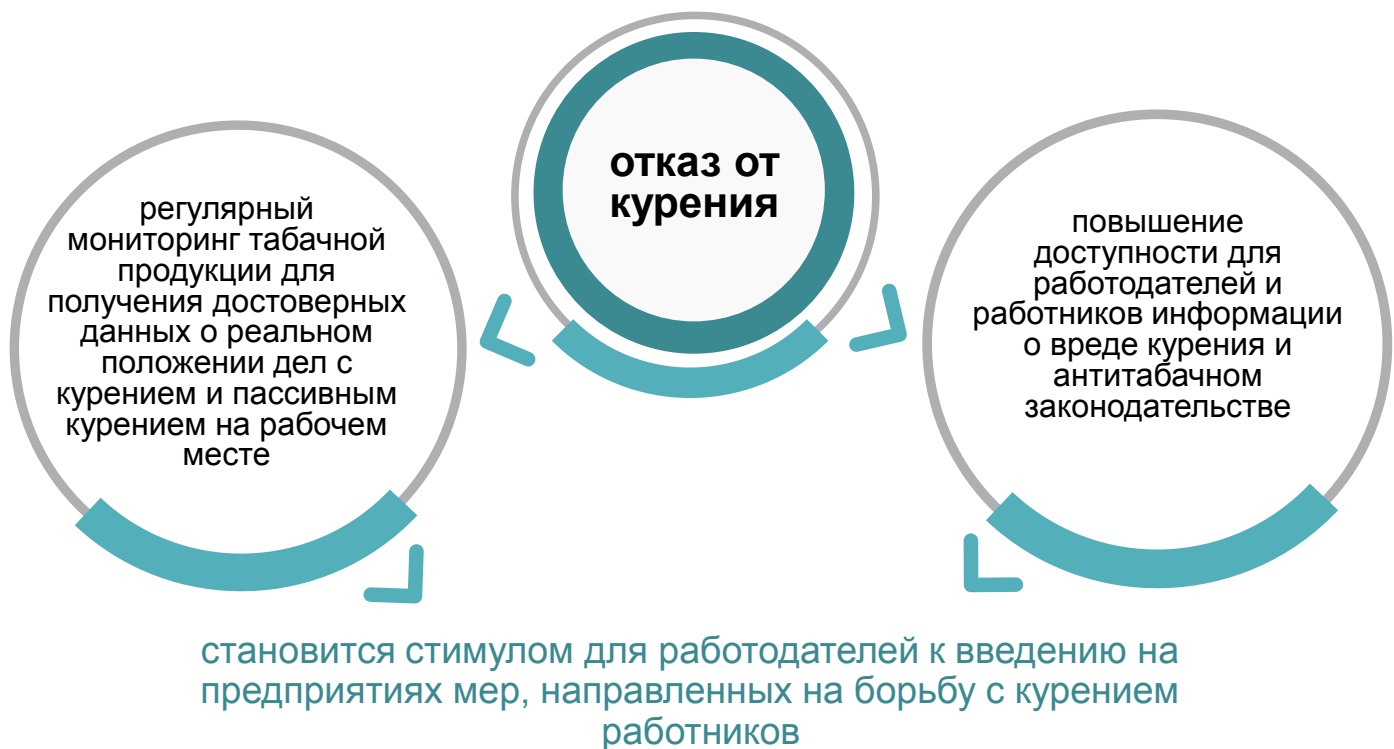 отказ от
курения
регулярный
мониторинг табачной
продукции для
получения достоверных
данных о реальном
положении дел с
курением и пассивным
курением на рабочем
месте
повышение
доступности для
работодателей и
работников информации
о вреде курения и
антитабачном
законодательстве
становится стимулом для работодателей к введению на
предприятиях мер, направленных на борьбу с курением
работников